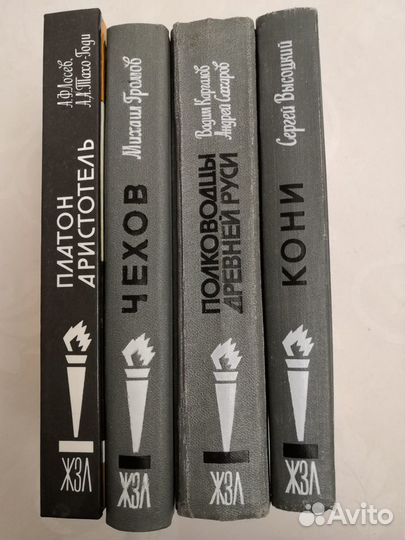 А.Ф.Лосев,
А.А.Тахо-Годи
ПЛАТОН
АРИСТОТЕЛЬ
ЖЗЛ
Михаил Громов
ЧЕХОВ
ЖЗЛ
Вадим Каргалов
Андрей Сахаров
ПОЛКОВОДЦЫ
ДРЕВНЕЙ РУСИ
ЖЗЛ
Сергей Высоцкий
КОНИ
ЖЗЛ
Avito